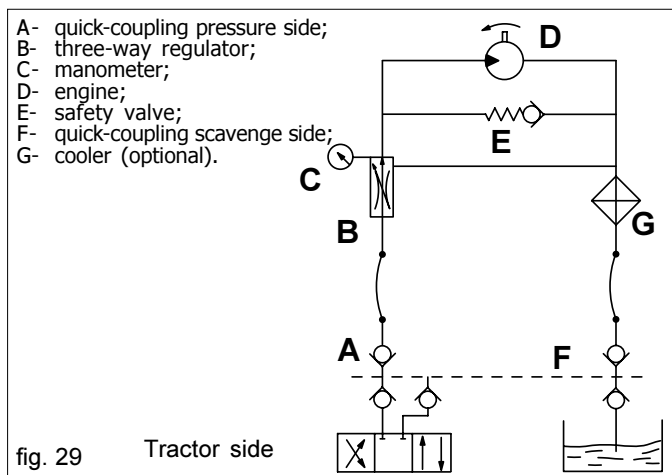 A- quick-coupling pressure side;
B- three-way regulator;
C- manometer;
D- engine;
E- safety valve;
F- quick-coupling scavenge side;
G- cooler (optional).
D
E
C
B
G
A
F
fig. 29
Tractor side